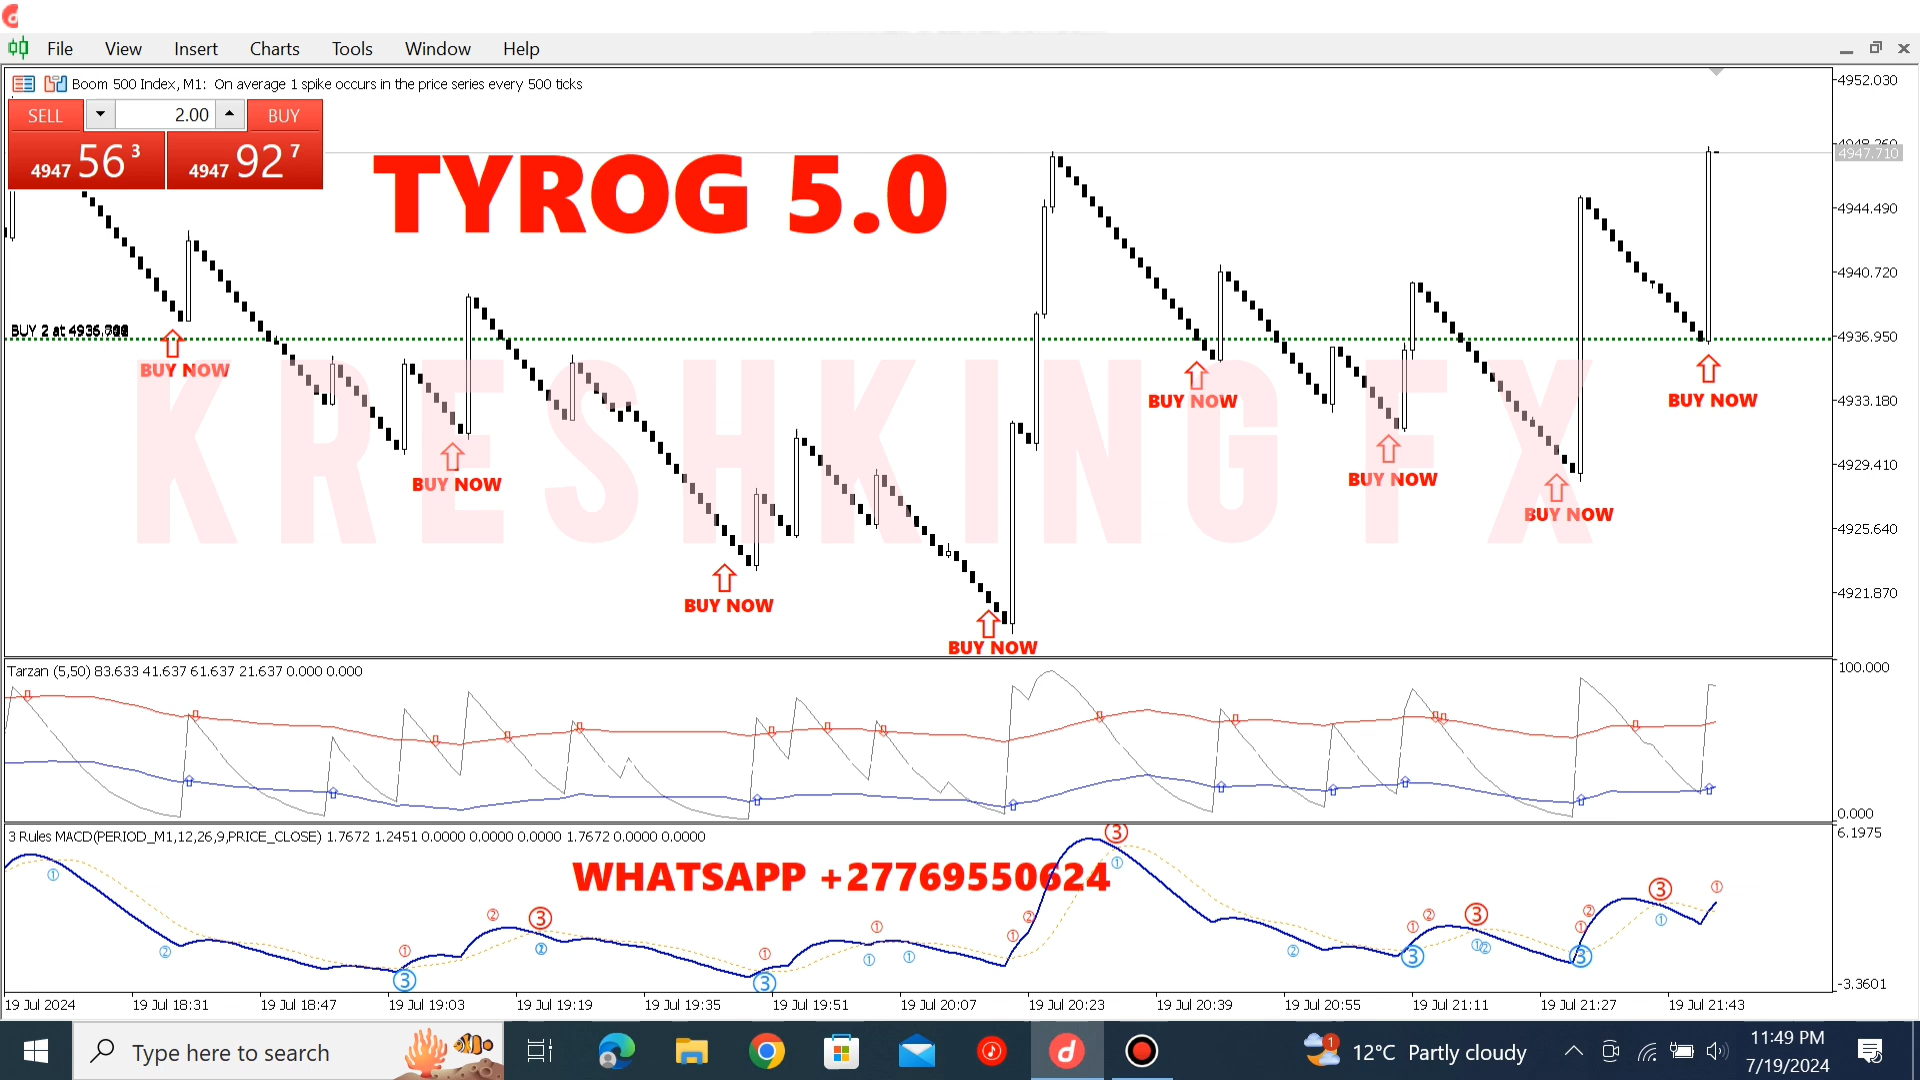 File View Insert Charts Tools Window Help
Boom 500 Index, M1: On average 1 spike occurs in the price series every 500 ticks
4952.030
SELL 2.00 BUY
4947 56 3 4947 92 7
TYROG 5.0
4947.710
4944.490
4940.720
BUY 2 at
4936.950
BUY NOW
BUY NOW
BUY NOW
BUY NOW
BUY NOW
BUY NOW
BUY NOW
BUY NOW
KRESHKING FX
4933.180
4929.410
4925.640
4921.870
Tarzan (5,50) 83.633 41.637 61.637 21.637 0.000 0.000
100.000
0.000
3 Rules MACD(PERIOD_M1,12,26,9,PRICE_CLOSE) 1.7672 1.2451 0.0000 0.0000 0.0000 1.7672 0.0000 0.0000
6.1975
WHATSAPP +27769550624
-3.3601
19 Jul 2024 19 Jul 18:31 19 Jul 18:47 19 Jul 19:03 19 Jul 19:19 19 Jul 19:35 19 Jul 19:51 19 Jul 20:07 19 Jul 20:23 19 Jul 20:39 19 Jul 20:55 19 Jul 21:11 19 Jul 21:27 19 Jul 21:43
Type here to search
1
12°C Partly cloudy
11:49 PM
7/19/2024